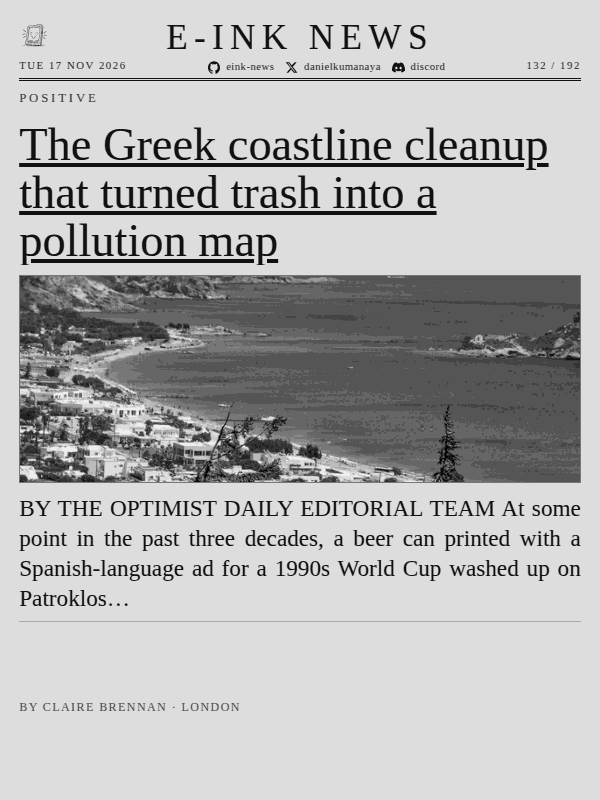 E-INK NEWS
TUE 17 NOV 2026
eink-news
danielkumanaya
discord
132 / 192
POSITIVE
The Greek coastline cleanup
that turned trash into a
pollution map
BY THE OPTIMIST DAILY EDITORIAL TEAM At some
point in the past three decades, a beer can printed with a
Spanish-language ad for a 1990s World Cup washed up on
Patroklos…
BY CLAIRE BRENNAN · LONDON